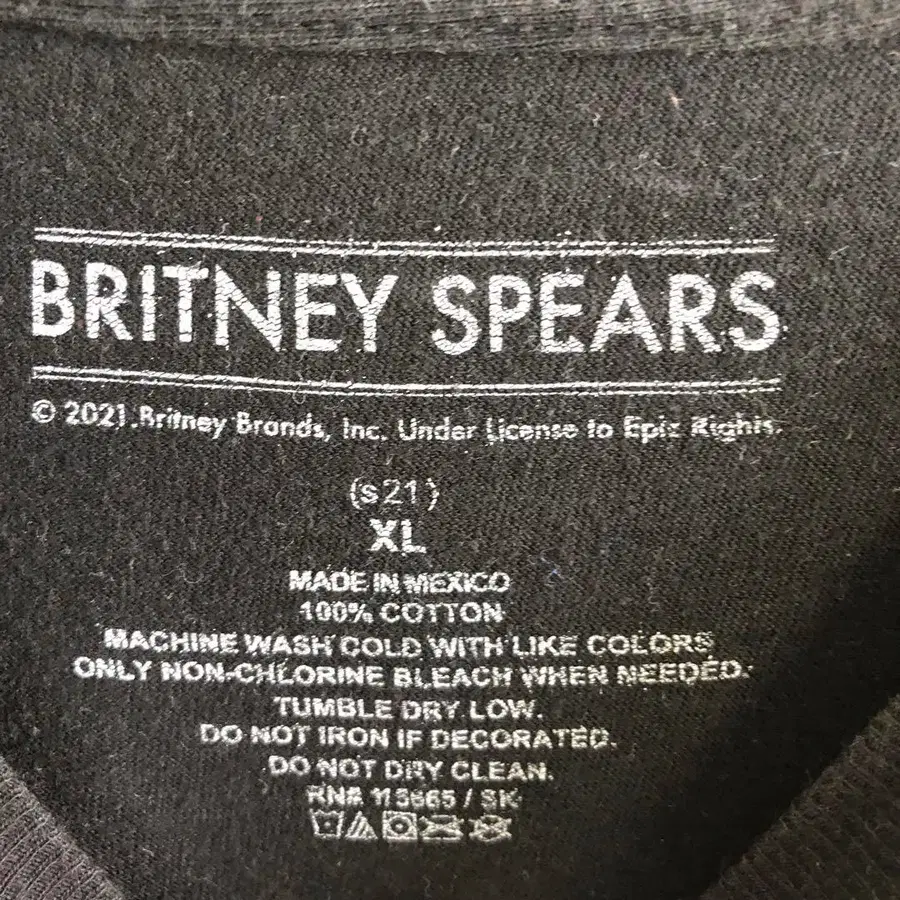 BRITNEY SPEARS
© 2021 Britney Brands, Inc. Under License to Epic Rights.
(s21)
XL
MADE IN MEXICO
100% COTTON
MACHINE WASH COLD WITH LIKE COLORS
ONLY NON-CHLORINE BLEACH WHEN NEEDED.
TUMBLE DRY LOW.
DO NOT IRON IF DECORATED.
DO NOT DRY CLEAN.
RN# / SK